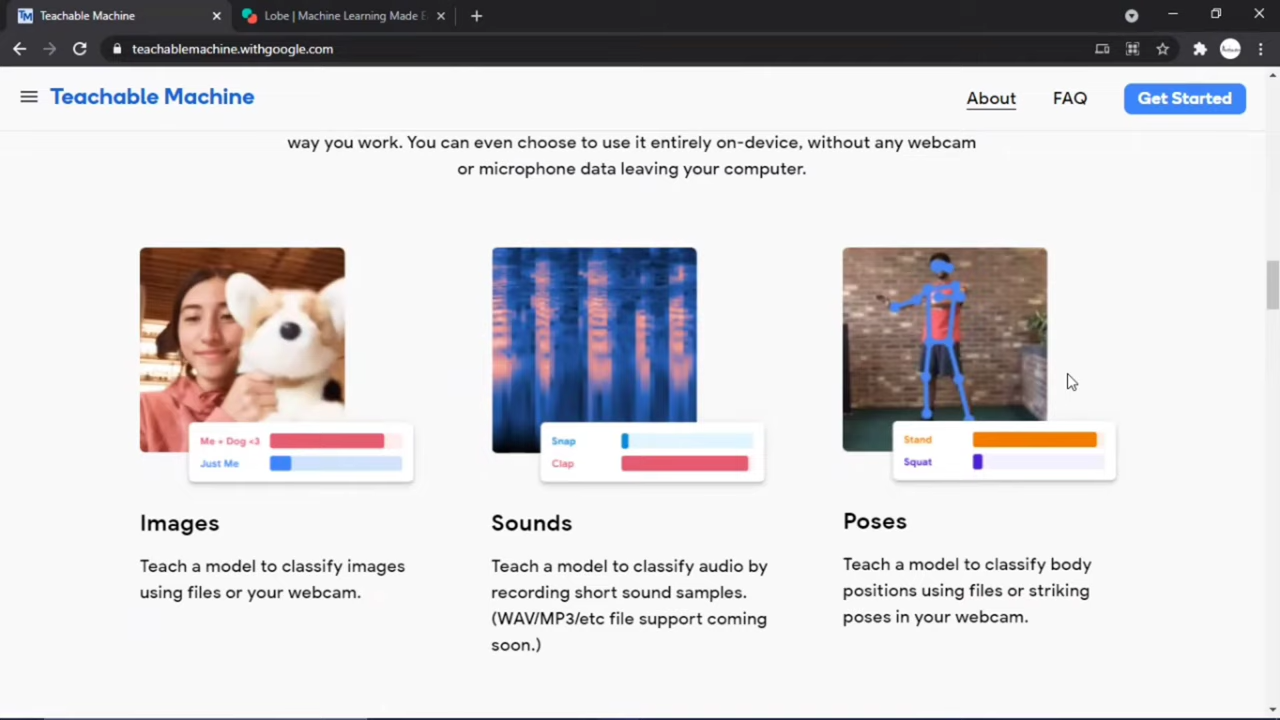 Teachable Machine
Lobe | Machine Learning Made E
teachablemachine.withgoogle.com
Teachable Machine
About
FAQ
Get Started
way you work. You can even choose to use it entirely on-device, without any webcam
or microphone data leaving your computer.
Me + Dog <3
Just Me
Snap
Clap
Stand
Squat
Images
Teach a model to classify images
using files or your webcam.
Sounds
Teach a model to classify audio by
recording short sound samples.
(WAV/MP3/etc file support coming
soon.)
Poses
Teach a model to classify body
positions using files or striking
poses in your webcam.